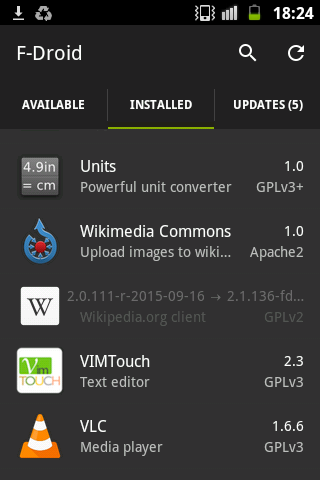 18:24
F-Droid
AVAILABLE INSTALLED UPDATES (5)
4.9in
= cm
Units 1.0
Powerful unit converter GPLv3+
Wikimedia Commons 1.0
Upload images to wiki... Apache2
W
2.0.111-r-2015-09-16 → 2.1.136-fd...
Wikipedia.org client GPLv2
Vim
TOUCH
VIMTouch 2.3
Text editor GPLv3
VLC 1.6.6
Media player GPLv3